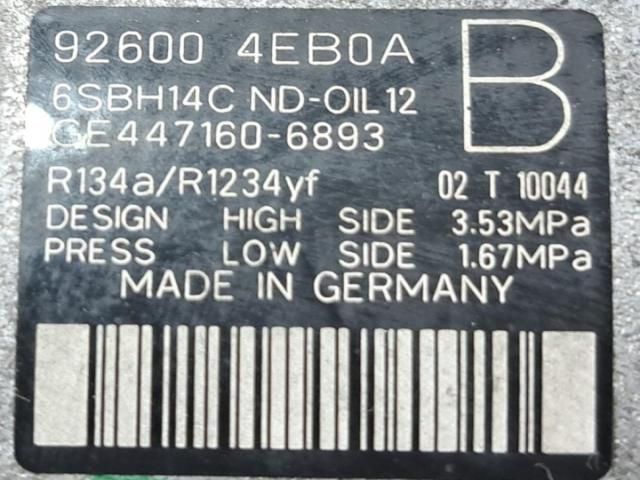 92600 4EB0A B
6SBH14C ND-OIL12
GE447160-6893
R134a/R1234yf 02 T 10044
DESIGN HIGH SIDE 3.53MPa
PRESS LOW SIDE 1.67MPa
MADE IN GERMANY